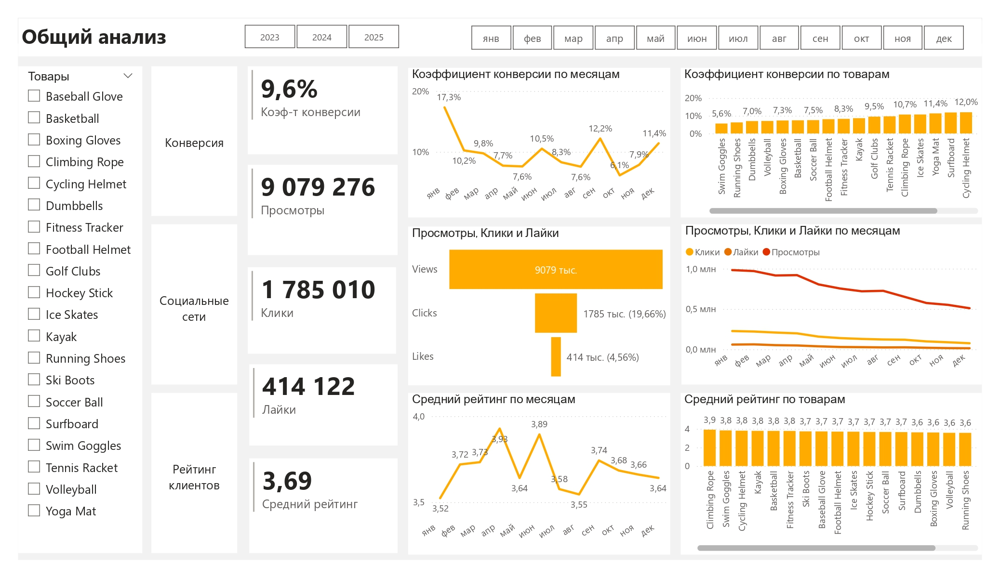 Общий анализ
2023
2024
2025
янв
фев
мар
апр
май
июн
июл
авг
сен
окт
ноя
дек
Товары
Baseball Glove
Basketball
Boxing Gloves
Climbing Rope
Cycling Helmet
Dumbbells
Fitness Tracker
Football Helmet
Golf Clubs
Hockey Stick
Ice Skates
Kayak
Running Shoes
Ski Boots
Soccer Ball
Surfboard
Swim Goggles
Tennis Racket
Volleyball
Yoga Mat
Конверсия
Социальные
сети
Рейтинг
клиентов
9,6%
Коэф-т конверсии
9 079 276
Просмотры
1 785 010
Клики
414 122
Лайки
3,69
Средний рейтинг
Коэффициент конверсии по месяцам
20%
10%
17,3%
10,2%
9,8%
7,7%
7,6%
10,5%
8,3%
7,6%
12,2%
6,1%
7,9%
11,4%
янв
фев
мар
апр
май
июн
июл
авг
сен
окт
ноя
дек
Коэффициент конверсии по товарам
20%
10%
0%
5,6%
7,0%
7,3%
7,5%
8,3%
9,5%
10,7%
11,4%
12,0%
Swim Goggles
Running Shoes
Dumbbells
Volleyball
Boxing Gloves
Basketball
Soccer Ball
Football Helmet
Fitness Tracker
Kayak
Golf Clubs
Tennis Racket
Climbing Rope
Ice Skates
Yoga Mat
Surfboard
Cycling Helmet
Просмотры, Клики и Лайки
Views
9079 тыс.
Clicks
1785 тыс. (19,66%)
Likes
414 тыс. (4,56%)
Просмотры, Клики и Лайки по месяцам
Клики
Лайки
Просмотры
1,0 млн
0,5 млн
0,0 млн
янв
фев
мар
апр
май
июн
июл
авг
сен
окт
ноя
дек
Средний рейтинг по месяцам
4,0
3,5
3,52
3,72
3,73
3,93
3,64
3,89
3,58
3,55
3,74
3,68
3,66
3,64
янв
фев
мар
апр
май
июн
июл
авг
сен
окт
ноя
дек
Средний рейтинг по товарам
4
2
0
3,9
3,8
3,8
3,8
3,8
3,8
3,7
3,7
3,7
3,7
3,7
3,7
3,7
3,6
3,6
3,6
3,6
Climbing Rope
Swim Goggles
Cycling Helmet
Kayak
Basketball
Fitness Tracker
Ski Boots
Baseball Glove
Football Helmet
Ice Skates
Hockey Stick
Soccer Ball
Surfboard
Dumbbells
Boxing Gloves
Volleyball
Running Shoes